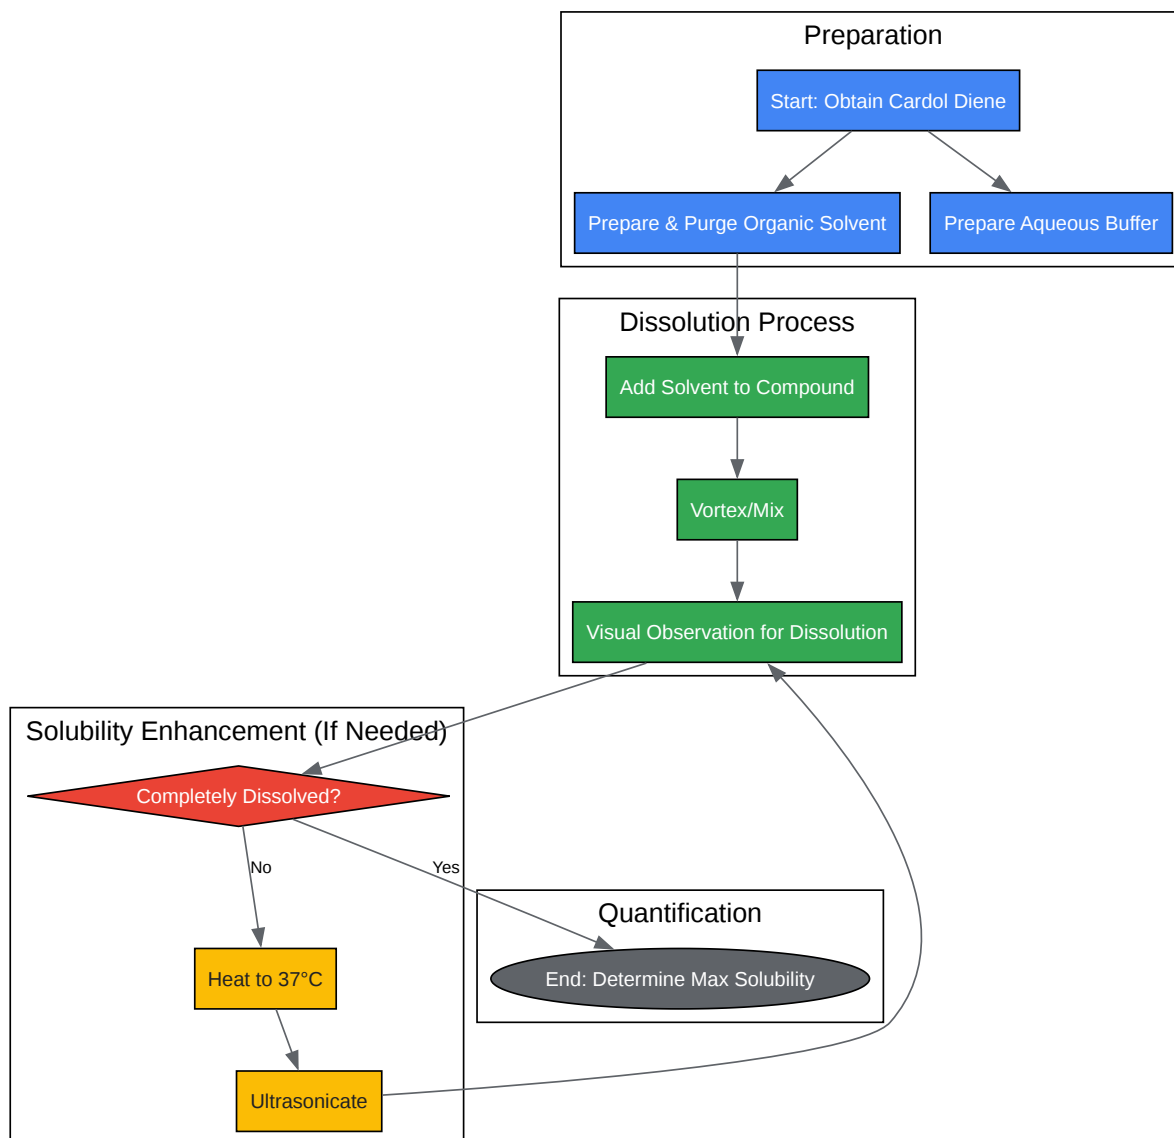 Preparation
Start: Obtain Cardol Diene
Prepare & Purge Organic Solvent
Prepare Aqueous Buffer
Dissolution Process
Add Solvent to Compound
Vortex/Mix
Visual Observation for Dissolution
Solubility Enhancement (If Needed)
Completely Dissolved?
No
Yes
Quantification
Heat to 37°C
End: Determine Max Solubility
Ultrasonicate